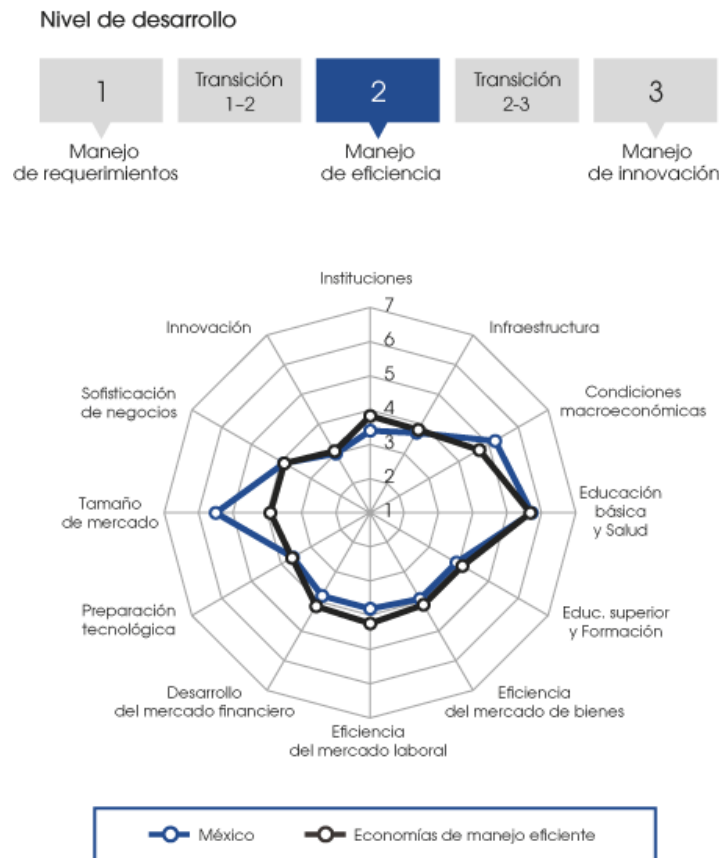 Nivel de desarrollo
1
Transición
1–2
2
Transición
2-3
3
Manejo
de requerimientos
Manejo
de eficiencia
Manejo
de innovación
Instituciones
Innovación
7
Infraestructura
6
Sofisticación
de negocios
5
Condiciones
macroeconómicas
4
3
2
Tamaño
de mercado
1
Educación
básica
y Salud
Preparación
tecnológica
Educ. superior
y Formación
Desarrollo
del mercado financiero
Eficiencia
del mercado de bienes
Eficiencia
del mercado laboral
México
Economías de manejo eficiente